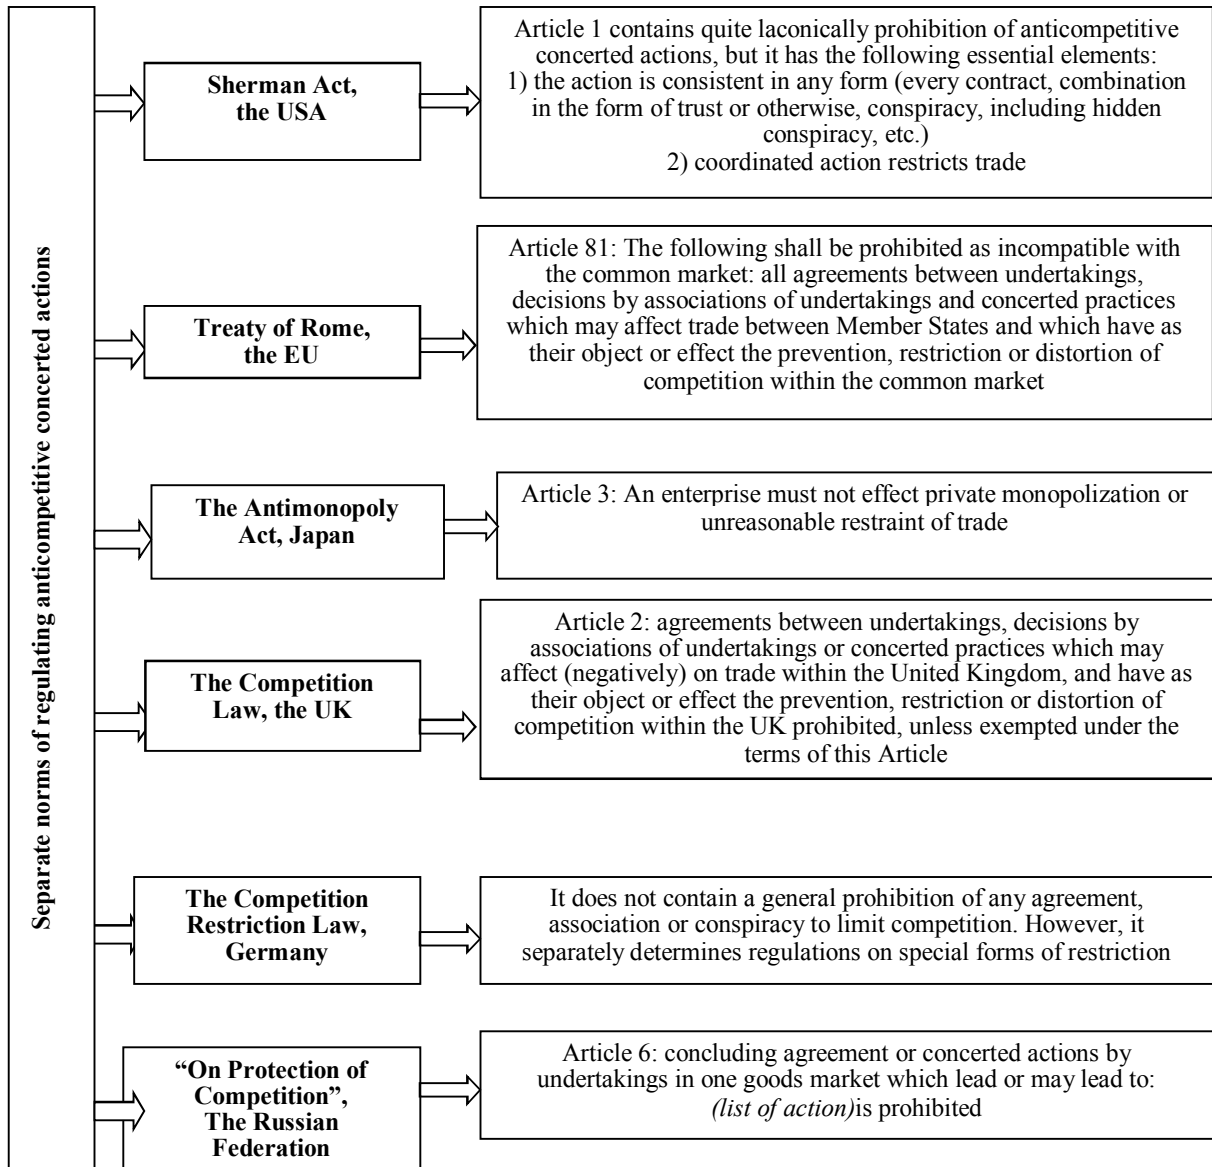 Separate norms of regulating anticompetitive concerted actions
Sherman Act,
the USA
Article 1 contains quite laconically prohibition of anticompetitive
concerted actions, but it has the following essential elements:
1) the action is consistent in any form (every contract, combination
in the form of trust or otherwise, conspiracy, including hidden
conspiracy, etc.)
2) coordinated action restricts trade
Treaty of Rome,
the EU
Article 81: The following shall be prohibited as incompatible with
the common market: all agreements between undertakings,
decisions by associations of undertakings and concerted practices
which may affect trade between Member States and which have as
their object or effect the prevention, restriction or distortion of
competition within the common market
The Antimonopoly
Act, Japan
Article 3: An enterprise must not effect private monopolization or
unreasonable restraint of trade
The Competition
Law, the UK
Article 2: agreements between undertakings, decisions by
associations of undertakings or concerted practices which may
affect (negatively) on trade within the United Kingdom, and have as
their object or effect the prevention, restriction or distortion of
competition within the UK prohibited, unless exempted under the
terms of this Article
The Competition
Restriction Law,
Germany
It does not contain a general prohibition of any agreement,
association or conspiracy to limit competition. However, it
separately determines regulations on special forms of restriction
“On Protection of
Competition”,
The Russian
Federation
Article 6: concluding agreement or concerted actions by
undertakings in one goods market which lead or may lead to:
(list of action)is prohibited